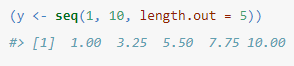 (y <- seq(1, 10, length.out = 5))
#> [1]  1.00  3.25  5.50  7.75 10.00